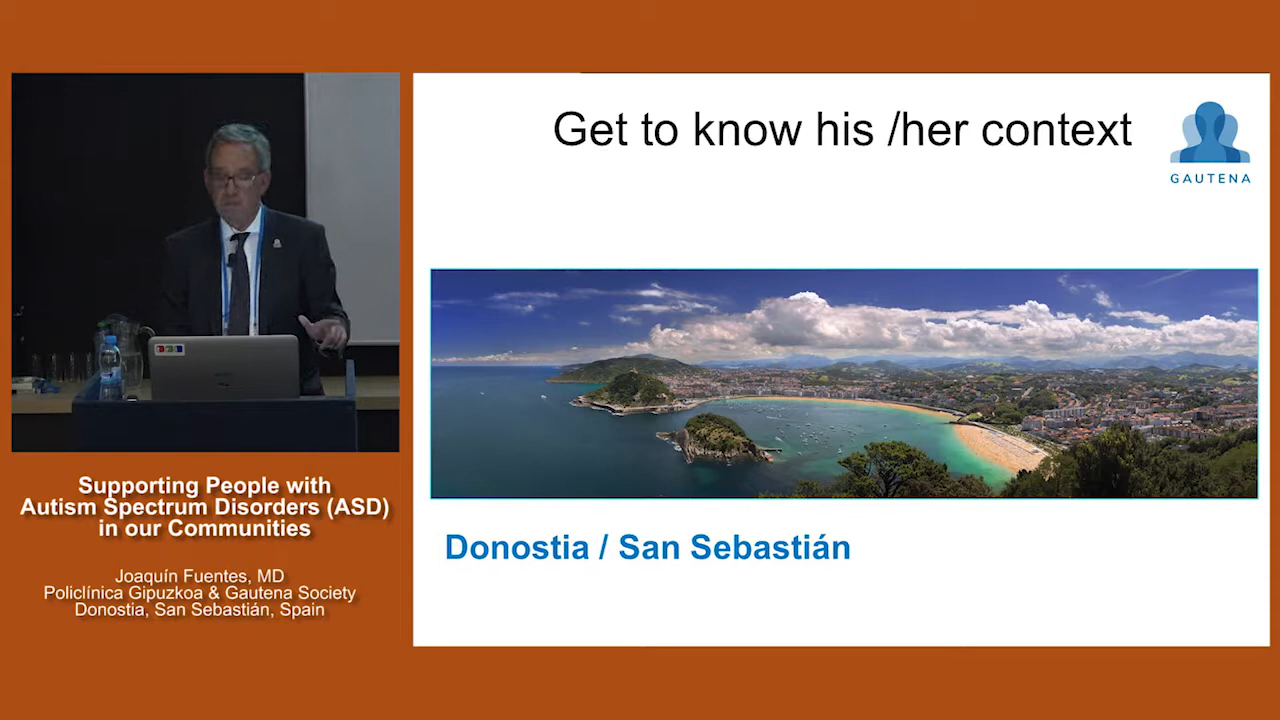 Get to know his /her context
GAUTENA
Donostia / San Sebastián
Supporting People with
Autism Spectrum Disorders (ASD)
in our Communities
Joaquín Fuentes, MD
Policlínica Gipuzkoa & Gautena Society
Donostia, San Sebastián, Spain